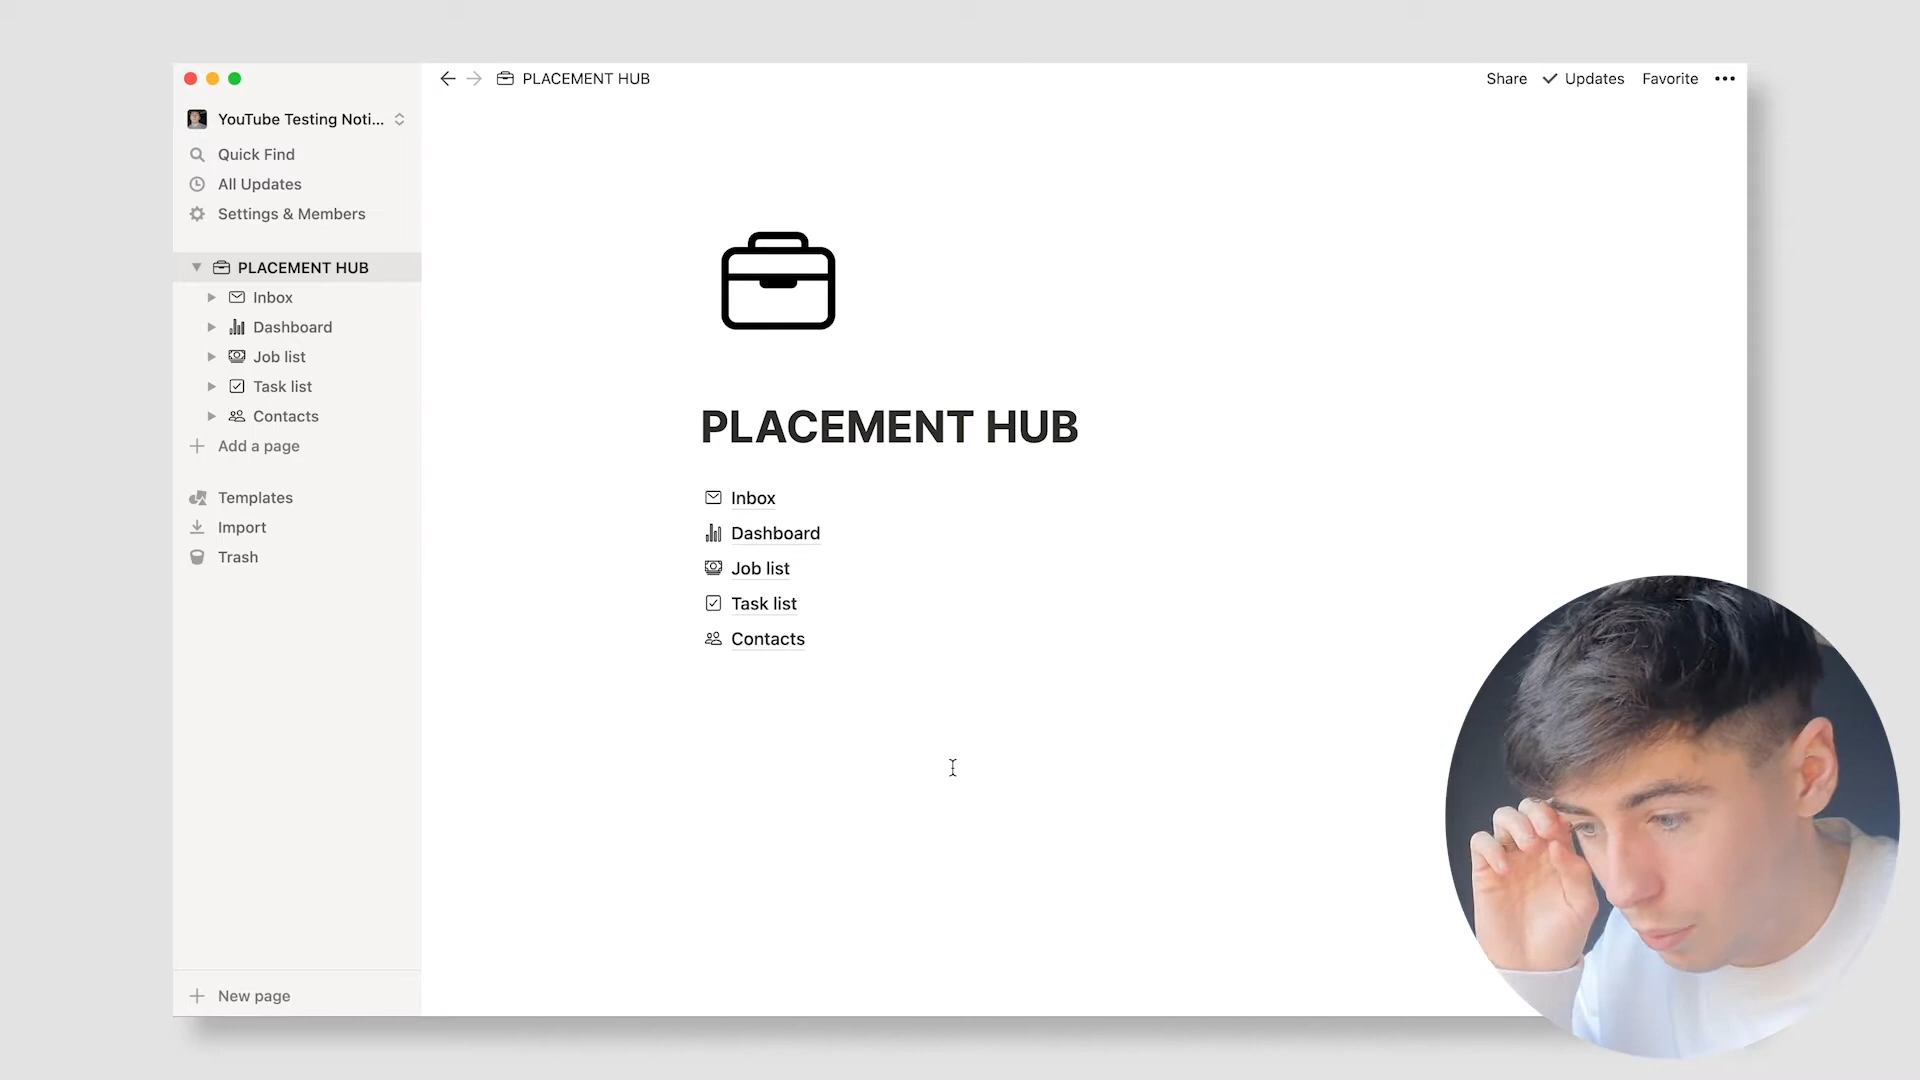 PLACEMENT HUB
Share
Updates
Favorite
YouTube Testing Noti...
Quick Find
All Updates
Settings & Members
PLACEMENT HUB
Inbox
Dashboard
Job list
Task list
Contacts
Add a page
Templates
Import
Trash
New page
PLACEMENT HUB
Inbox
Dashboard
Job list
Task list
Contacts